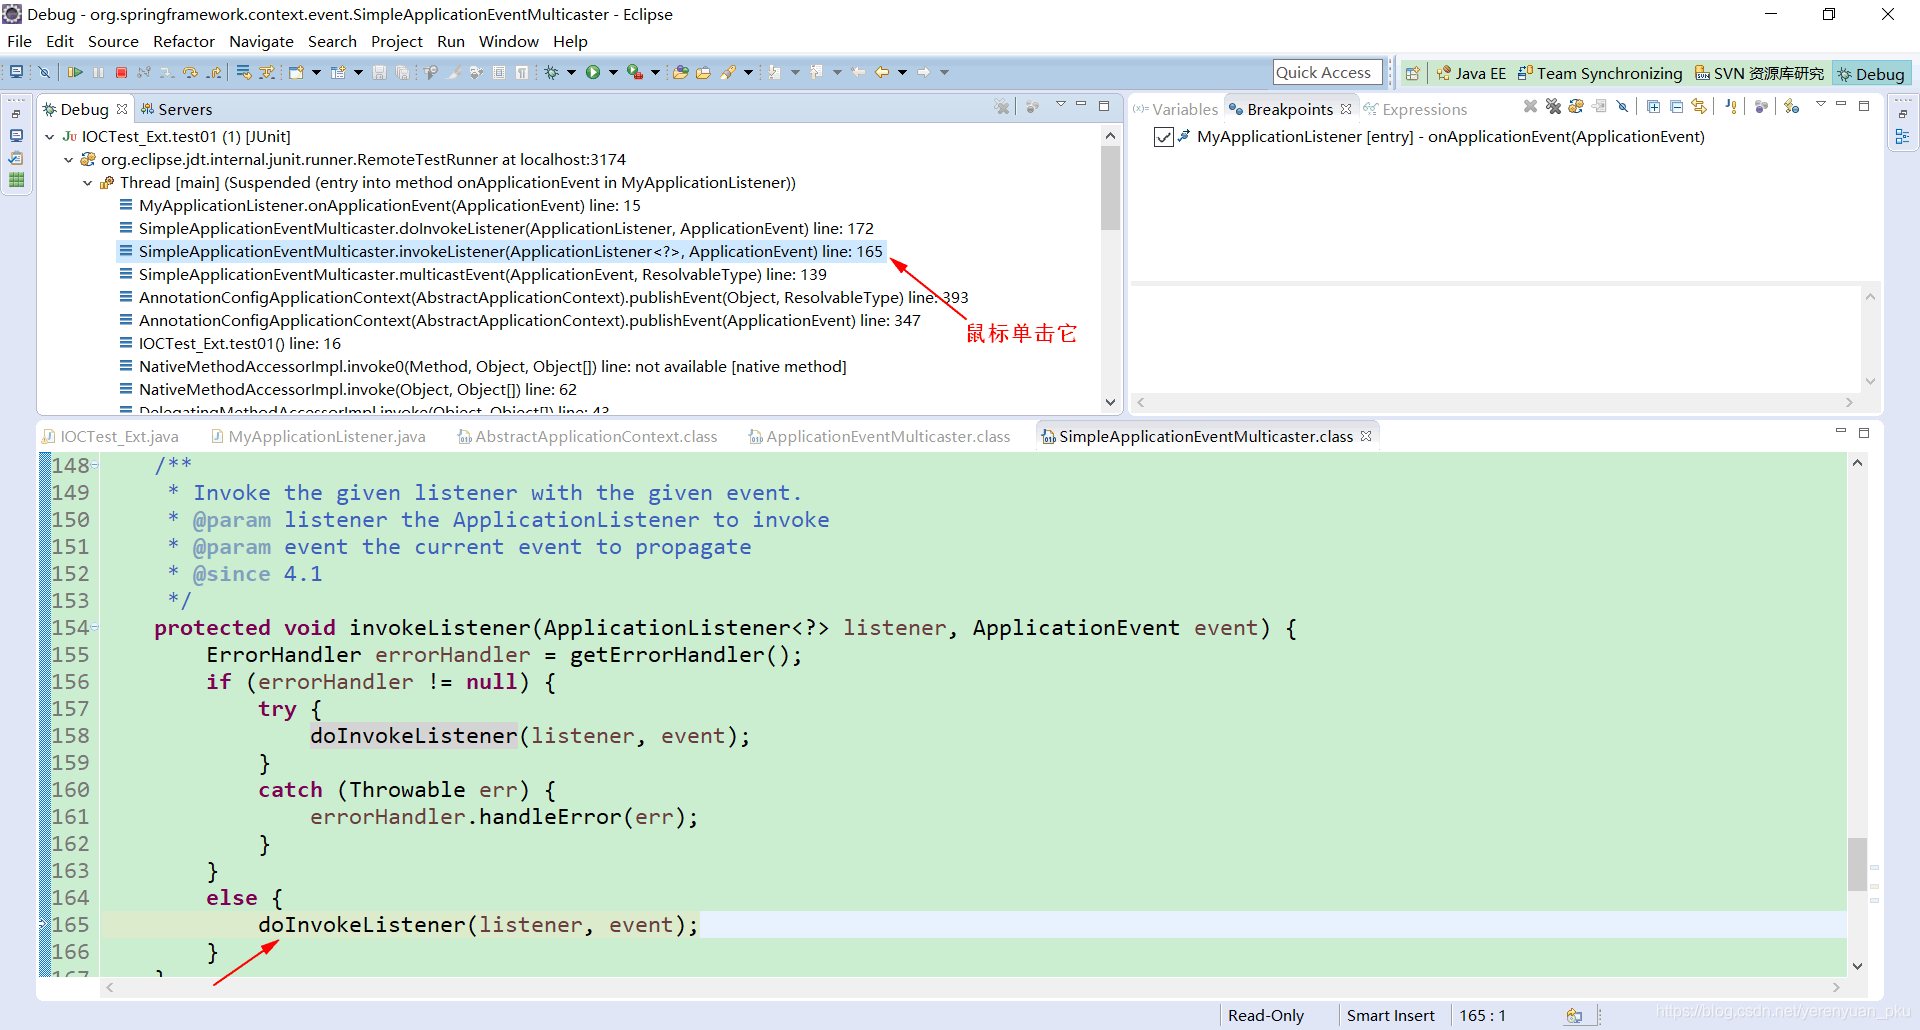 Debug - org.springframework.context.event.SimpleApplicationEventMulticaster - Eclipse
File Edit Source Refactor Navigate Search Project Run Window Help
Quick Access Java EE Team Synchronizing SVN 资源库研究 Debug
Debug Servers
IOCTest_Ext.test01 (1) [JUnit]
org.eclipse.jdt.internal.junit.runner.RemoteTestRunner at localhost:3174
Thread [main] (Suspended (entry into method onApplicationEvent in MyApplicationListener))
MyApplicationListener.onApplicationEvent(ApplicationEvent) line: 15
SimpleApplicationEventMulticaster.doInvokeListener(ApplicationListener, ApplicationEvent) line: 172
SimpleApplicationEventMulticaster.invokeListener(ApplicationListener<?>, ApplicationEvent) line: 165
SimpleApplicationEventMulticaster.multicastEvent(ApplicationEvent, ResolvableType) line: 139
AnnotationConfigApplicationContext(AbstractApplicationContext).publishEvent(Object, ResolvableType) line: 393
AnnotationConfigApplicationContext(AbstractApplicationContext).publishEvent(ApplicationEvent) line: 347
IOCTest_Ext.test01() line: 16
NativeMethodAccessorImpl.invoke0(Method, Object, Object[]) line: not available [native method]
NativeMethodAccessorImpl.invoke(Object, Object[]) line: 62
DelegatingMethodAccessorImpl.invoke(Object, Object[]) line: 43
鼠标单击它
(x)= Variables Breakpoints Expressions
MyApplicationListener [entry] - onApplicationEvent(ApplicationEvent)
IOCTest_Ext.java MyApplicationListener.java AbstractApplicationContext.class ApplicationEventMulticaster.class SimpleApplicationEventMulticaster.class
148 /**
149 * Invoke the given listener with the given event.
150 * @param listener the ApplicationListener to invoke
151 * @param event the current event to propagate
152 * @since 4.1
153 */
154 protected void invokeListener(ApplicationListener<?> listener, ApplicationEvent event) {
155 ErrorHandler errorHandler = getErrorHandler();
156 if (errorHandler != null) {
157 try {
158 doInvokeListener(listener, event);
159 }
160 catch (Throwable err) {
161 errorHandler.handleError(err);
162 }
163 }
164 else {
165 doInvokeListener(listener, event);
166 }
167 }
Read-Only Smart Insert 165 : 1
https://blog.csdn.net/yerenyuan_pku